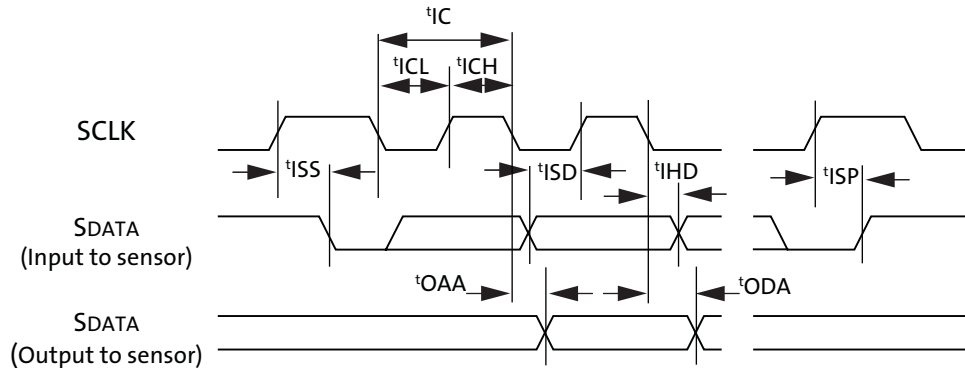 tIC
tICL tICH
SCLK
tISS tISD tIHD tISP
SDATA
(Input to sensor)
tOAA tODA
SDATA
(Output to sensor)